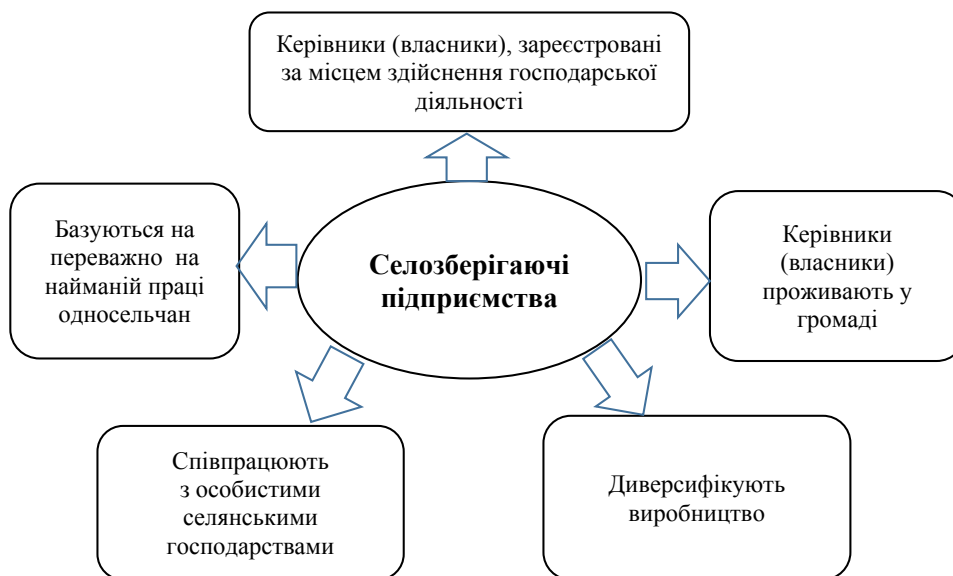 Керівники (власники), зареєстровані
за місцем здійснення господарської
діяльності
Базуються на
переважно на
найманій праці
односельчан
Селозберігаючі
підприємства
Керівники
(власники)
проживають у
громаді
Співпрацюють
з особистими
селянськими
господарствами
Диверсифікують
виробництво